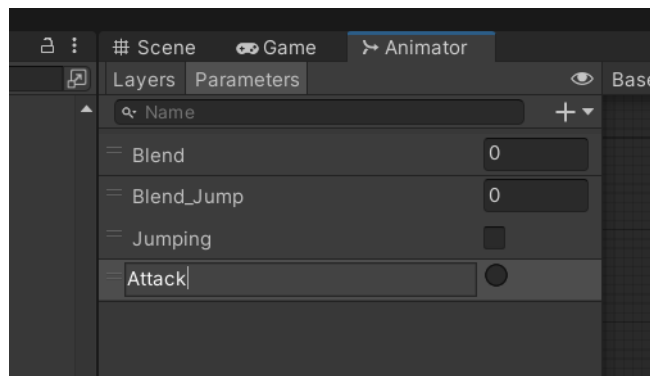 # Scene Game Animator
Layers Parameters Base
Name
Blend 0
Blend_Jump 0
Jumping
Attack